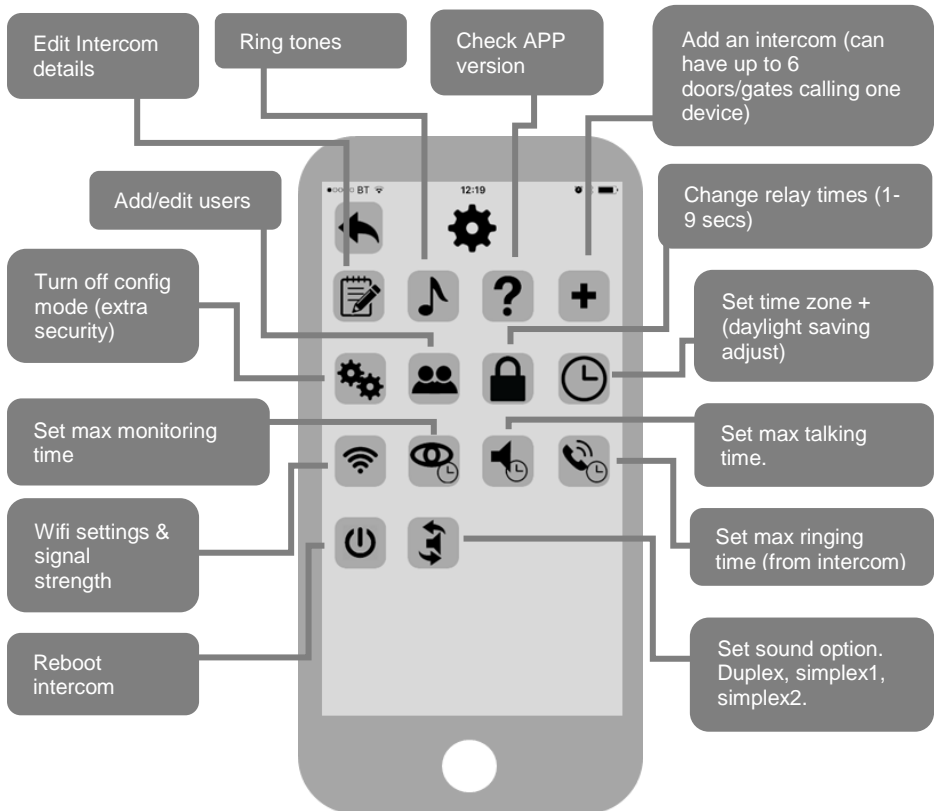 Edit Intercom
details
Ring tones
Check APP
version
Add an intercom (can
have up to 6
doors/gates calling one
device)
BT
12:19
Add/edit users
Change relay times (1-
9 secs)
Turn off config
mode (extra
security)
Set time zone +
(daylight saving
adjust)
Set max monitoring
time
Set max talking
time.
Wifi settings &
signal
strength
Set max ringing
time (from intercom)
Reboot
intercom
Set sound option.
Duplex, simplex1,
simplex2.